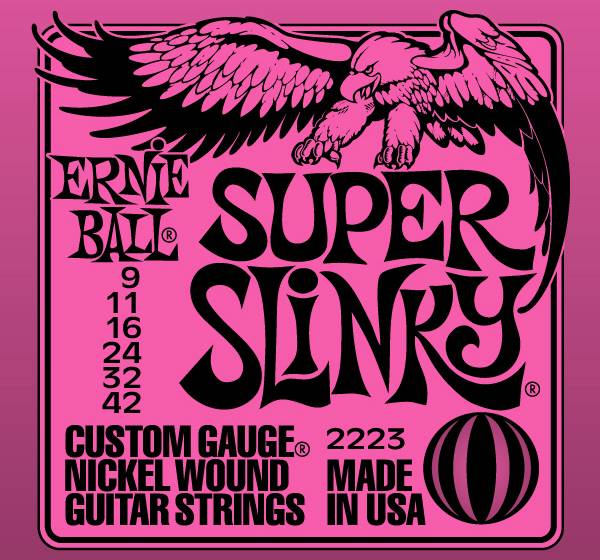 ERNiE
BALL®
SUPER
SLiNKY®
9
11
16
24
32
42
CUSTOM GAUGE®
NICKEL WOUND
GUITAR STRINGS
2223
MADE
IN USA